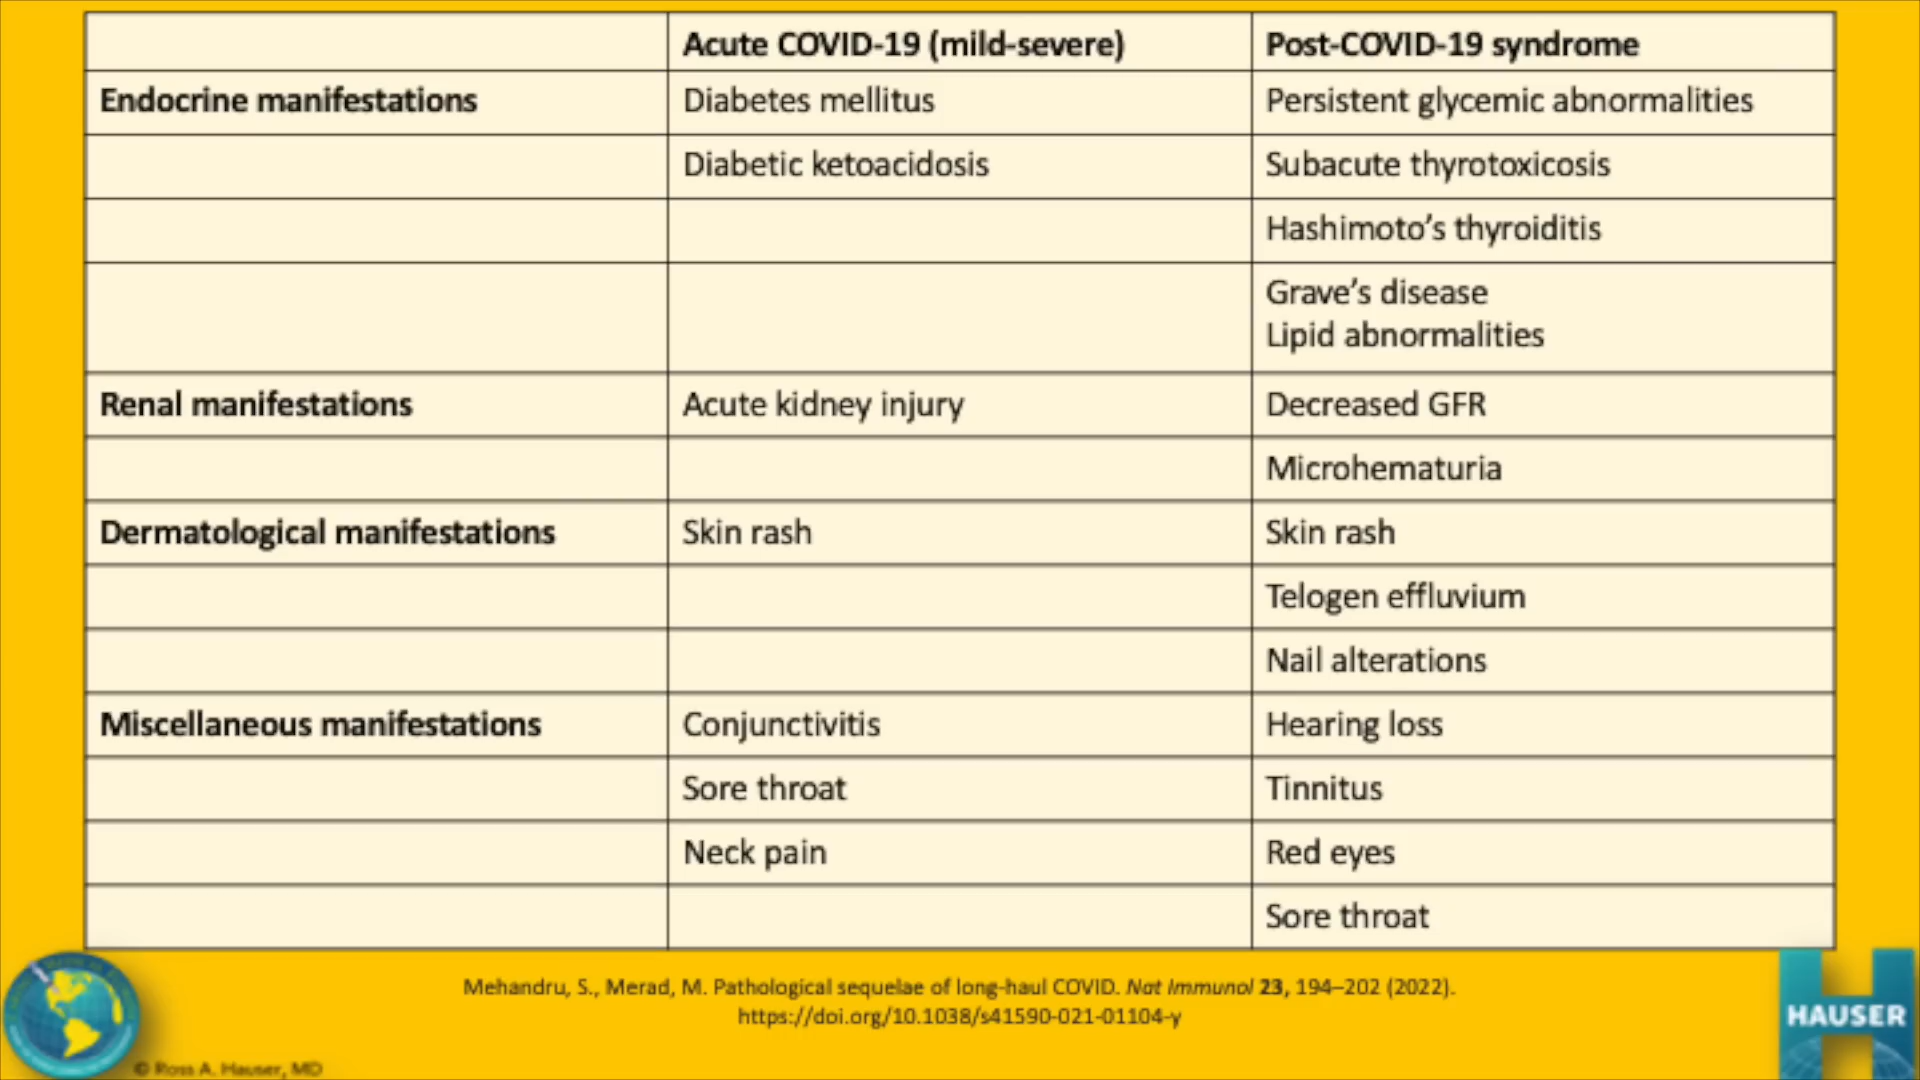 Acute COVID-19 (mild-severe) Post-COVID-19 syndrome
Endocrine manifestations Diabetes mellitus Persistent glycemic abnormalities
Diabetic ketoacidosis Subacute thyrotoxicosis
Hashimoto's thyroiditis
Grave's disease
Lipid abnormalities
Renal manifestations Acute kidney injury Decreased GFR
Microhematuria
Dermatological manifestations Skin rash Skin rash
Telogen effluvium
Nail alterations
Miscellaneous manifestations Conjunctivitis Hearing loss
Sore throat Tinnitus
Neck pain Red eyes
Sore throat
Mehandru, S., Merad, M. Pathological sequelae of long-haul COVID. Nat Immunol 23, 194–202 (2022).
https://doi.org/10.1038/s41590-021-01104-y
HAUSER
© Ross A. Hauser, MD